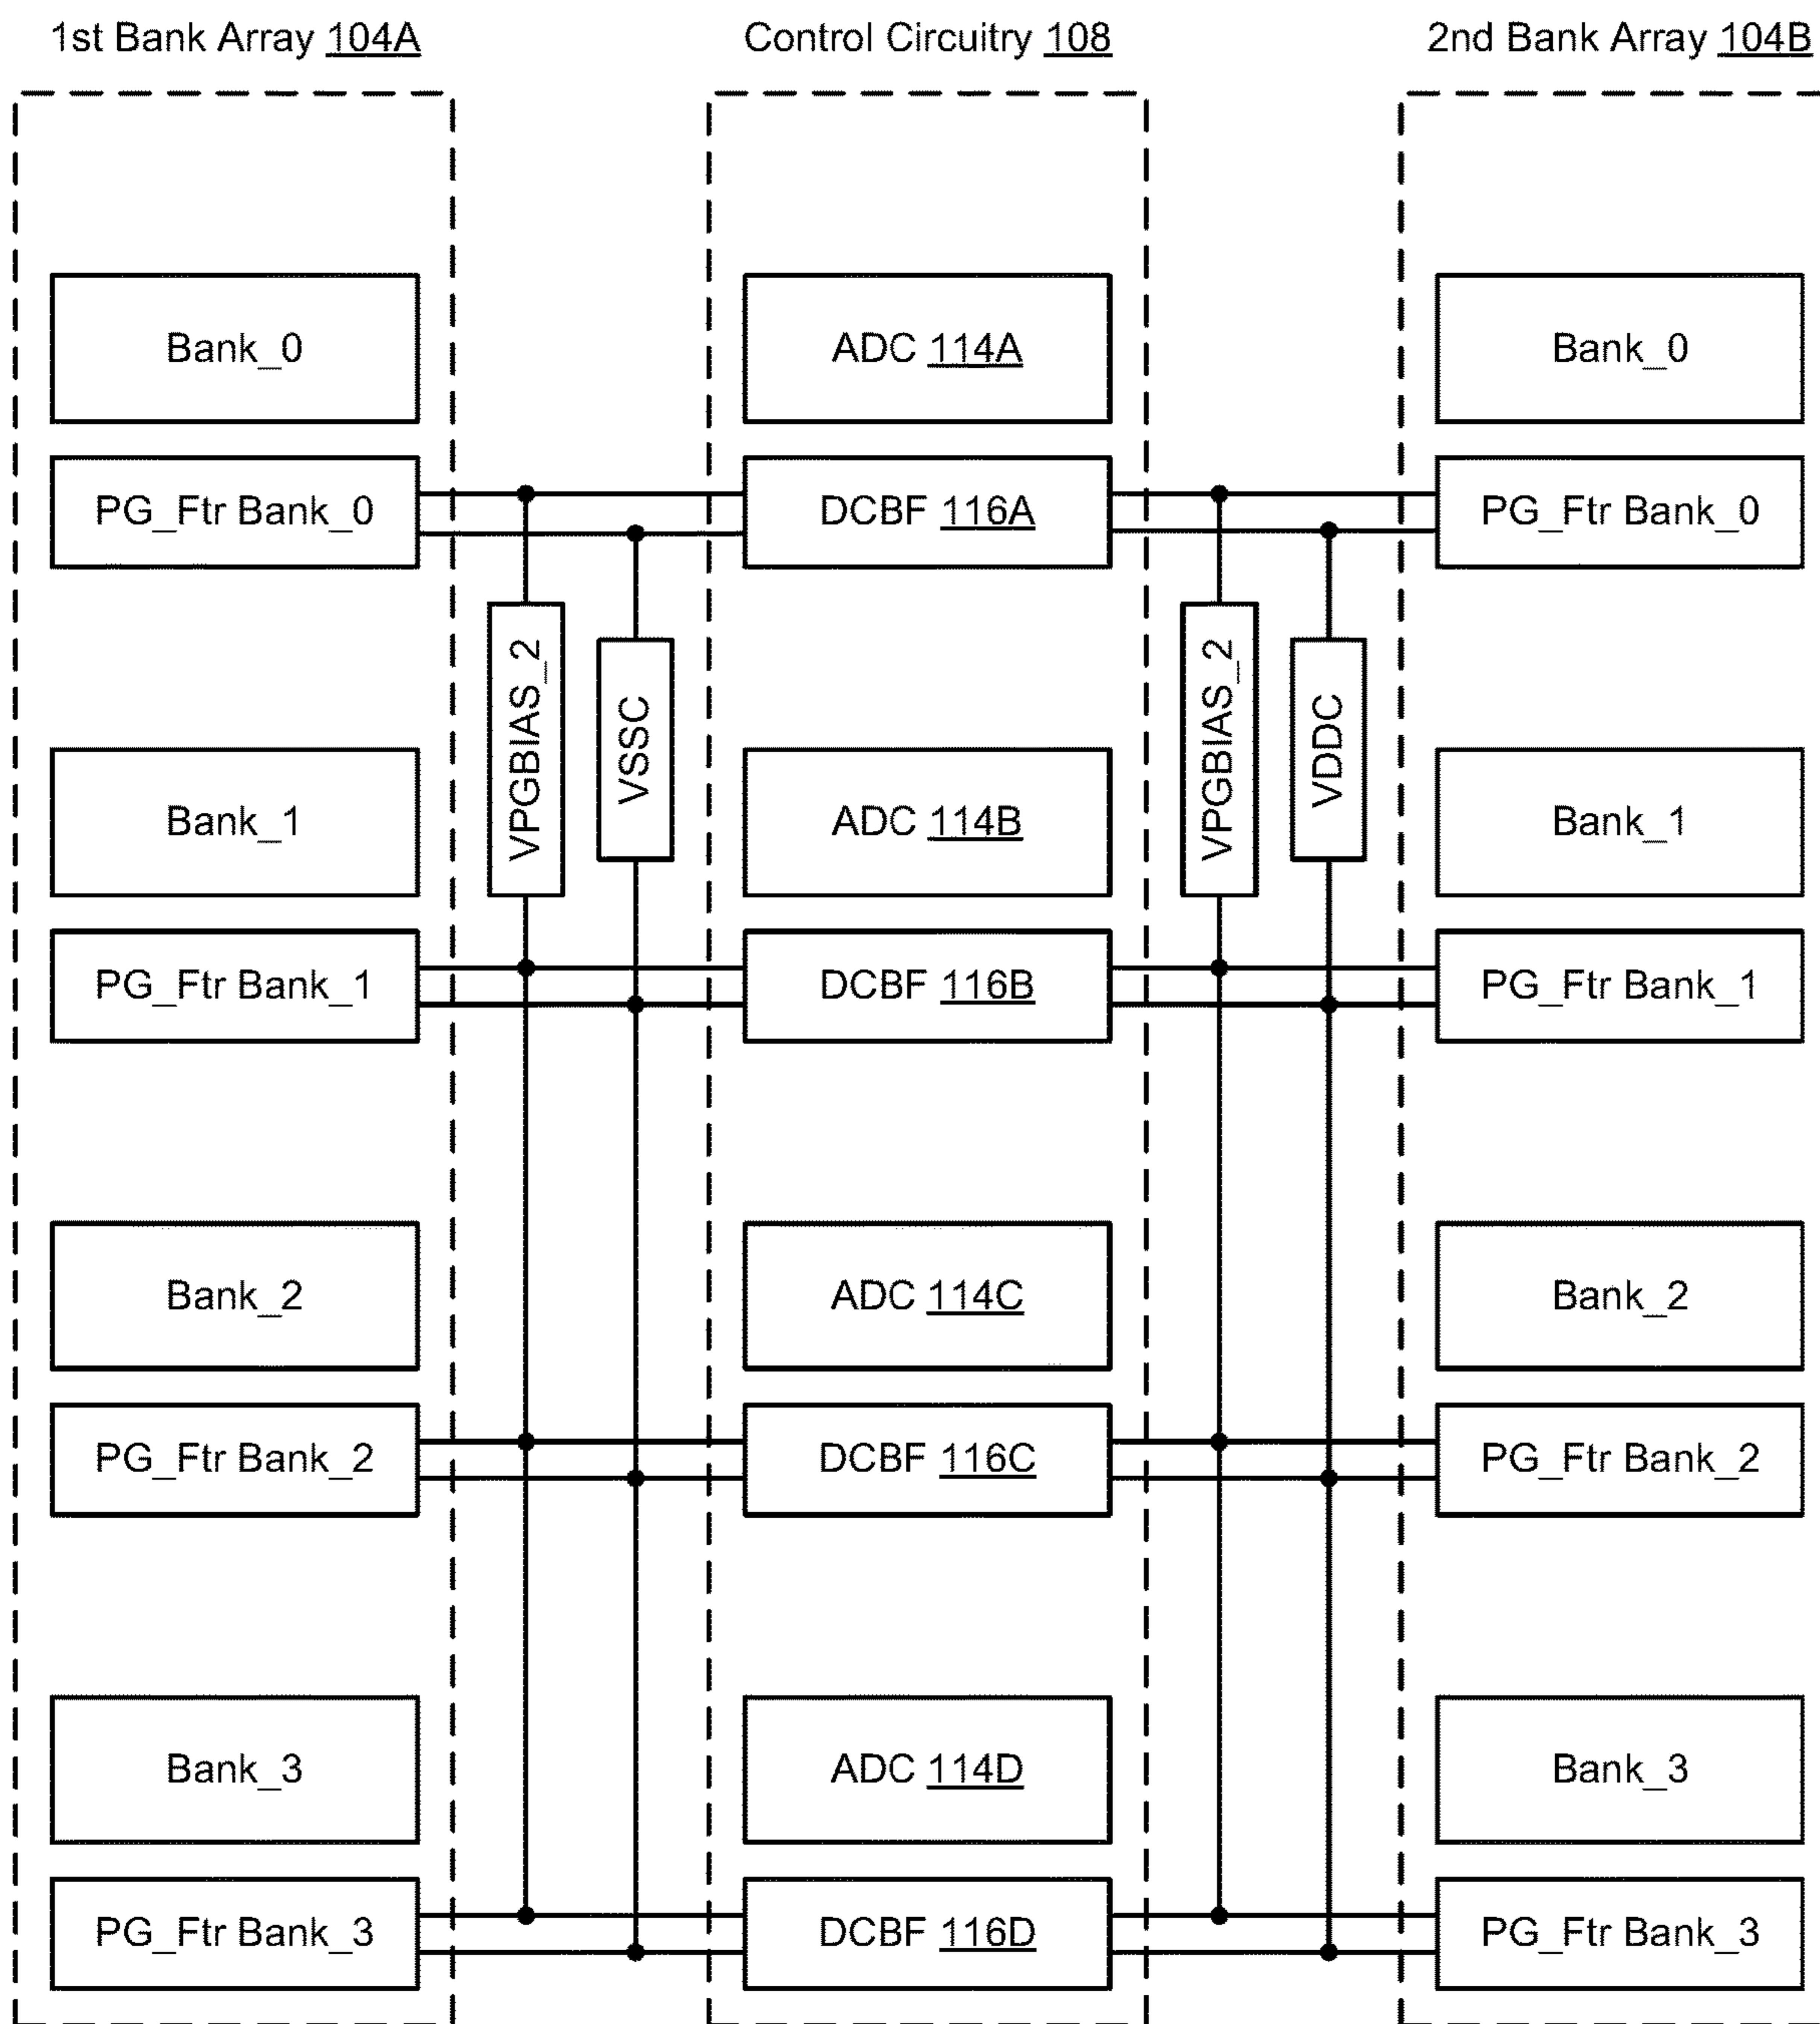 1st Bank Array 104A
Control Circuitry 108
2nd Bank Array 104B
Bank_0
ADC 114A
Bank_0
PG_Ftr Bank_0
DCBF 116A
PG_Ftr Bank_0
VPGBIAS_2
VSSC
VPGBIAS_2
VDDC
Bank_1
ADC 114B
Bank_1
PG_Ftr Bank_1
DCBF 116B
PG_Ftr Bank_1
Bank_2
ADC 114C
Bank_2
PG_Ftr Bank_2
DCBF 116C
PG_Ftr Bank_2
Bank_3
ADC 114D
Bank_3
PG_Ftr Bank_3
DCBF 116D
PG_Ftr Bank_3